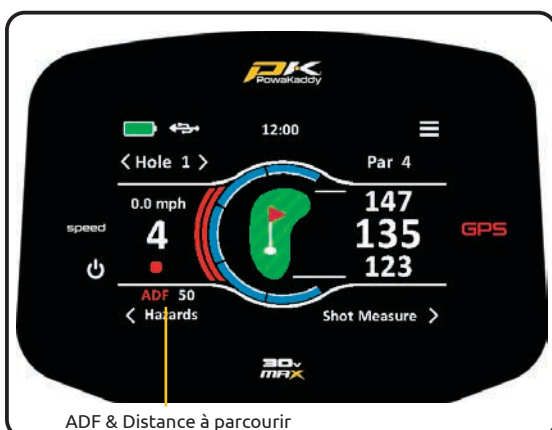 PK
PowaKaddy
12:00
< Hole 1 >
Par 4
0.0 mph
speed
4
147
135
123
GPS
ADF 50
< Hazards
Shot Measure >
30v
MAX
ADF & Distance à parcourir